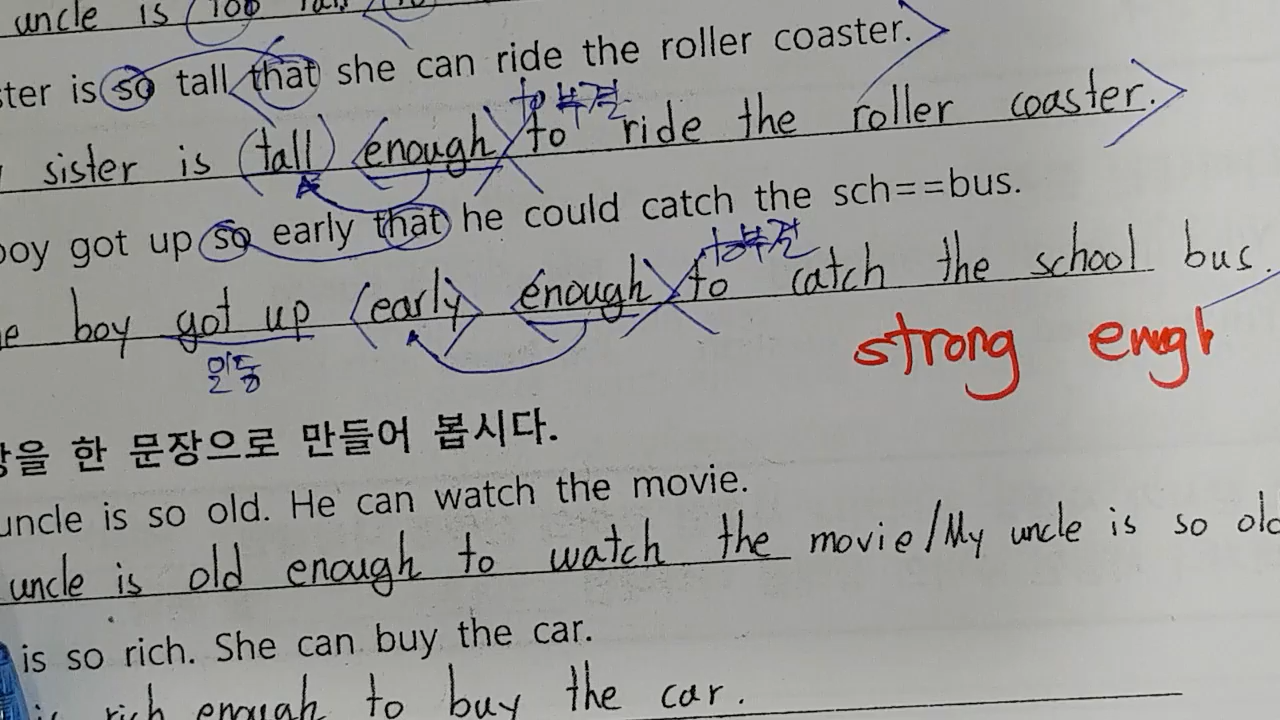 uncle is too
ster is so tall that she can ride the roller coaster.
to부정
sister is (tall) enough to ride the roller coaster.
boy got up so early that he could catch the sch==bus.
to부정
boy got up (early) enough to catch the school bus.
일동
strong enugh
을 한 문장으로 만들어 봅시다.
uncle is so old. He can watch the movie.
uncle is old enough to watch the movie/My uncle is so old
is so rich. She can buy the car.
is rich enough to buy the car.